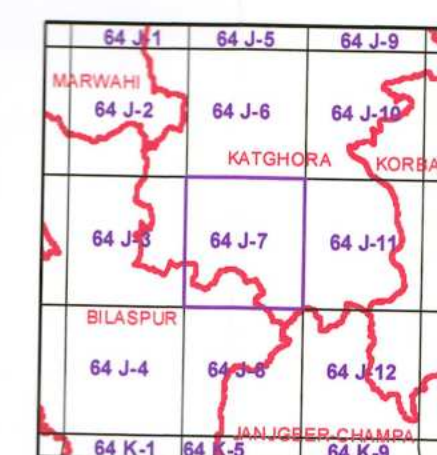 64 J-1 64 J-5 64 J-9
MARWAHI
64 J-2 64 J-6 64 J-10
KATGHORA KORBA
64 J-3 64 J-7 64 J-11
BILASPUR
64 J-4 64 J-8 64 J-12
JANJGEER-CHAMPA
64 K-1 64 K-5 64 K-9